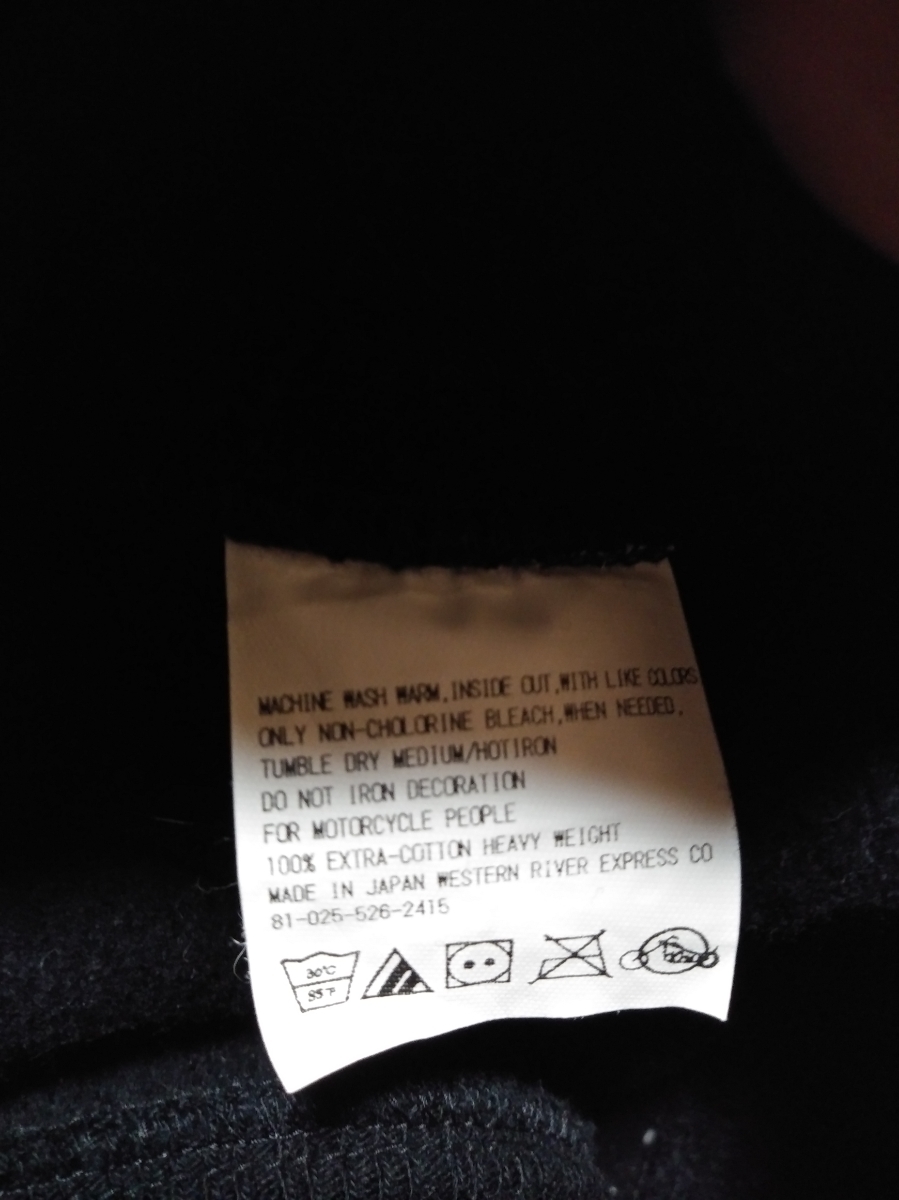 MACHINE WASH WARM,INSIDE OUT,WITH LIKE COLORS
ONLY NON-CHOLORINE BLEACH,WHEN NEEDED.
TUMBLE DRY MEDIUM/HOTIRON
DO NOT IRON DECORATION
FOR MOTORCYCLE PEOPLE
100% EXTRA-COTTION HEAVY WEIGHT
MADE IN JAPAN WESTERN RIVER EXPRESS CO
81-025-526-2415
30℃
85°F